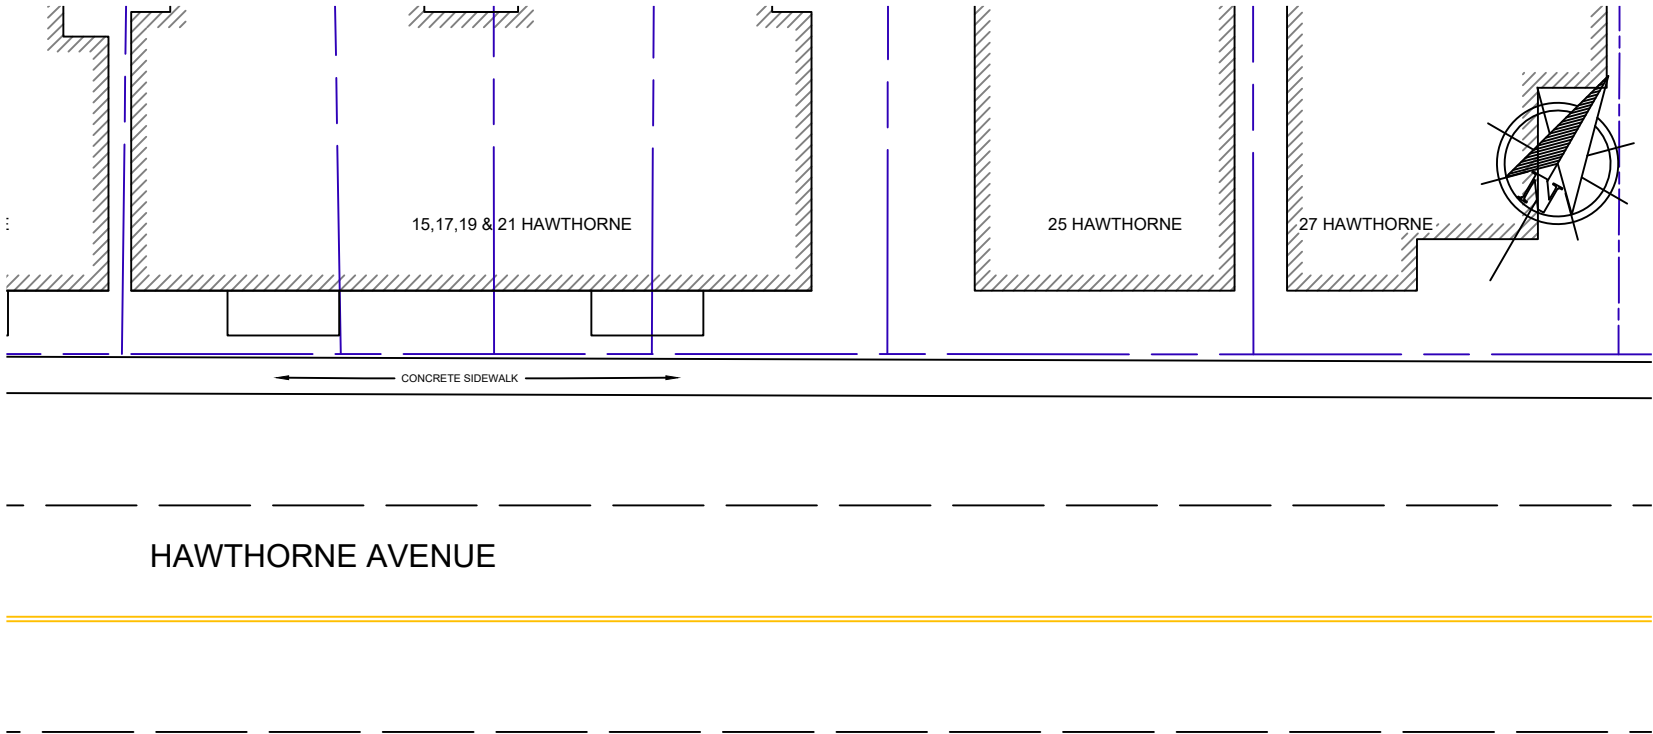 15,17,19 & 21 HAWTHORNE
25 HAWTHORNE
27 HAWTHORNE
CONCRETE SIDEWALK
HAWTHORNE AVENUE